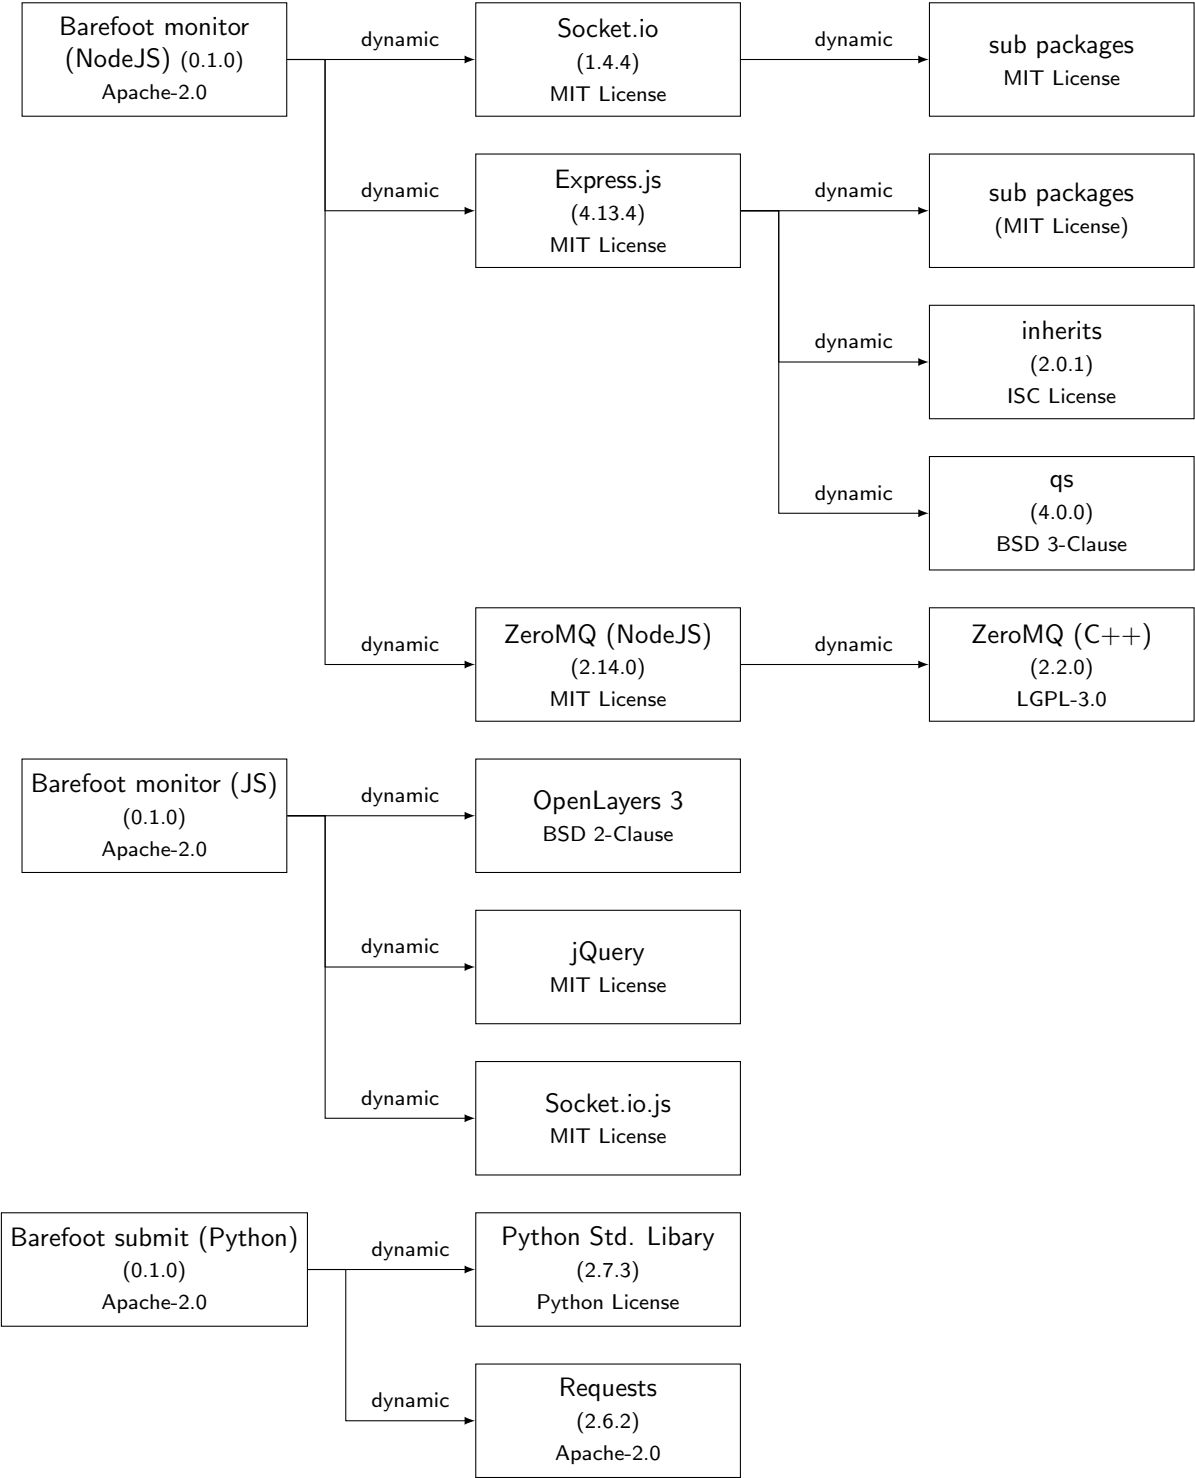 Barefoot monitor
(NodeJS) (0.1.0)
Apache-2.0
dynamic
Socket.io
(1.4.4)
MIT License
dynamic
sub packages
MIT License
dynamic
Express.js
(4.13.4)
MIT License
dynamic
sub packages
(MIT License)
dynamic
inherits
(2.0.1)
ISC License
dynamic
qs
(4.0.0)
BSD 3-Clause
dynamic
ZeroMQ (NodeJS)
(2.14.0)
MIT License
dynamic
ZeroMQ (C++)
(2.2.0)
LGPL-3.0
Barefoot monitor (JS)
(0.1.0)
Apache-2.0
dynamic
OpenLayers 3
BSD 2-Clause
dynamic
jQuery
MIT License
dynamic
Socket.io.js
MIT License
Barefoot submit (Python)
(0.1.0)
Apache-2.0
dynamic
Python Std. Libary
(2.7.3)
Python License
dynamic
Requests
(2.6.2)
Apache-2.0